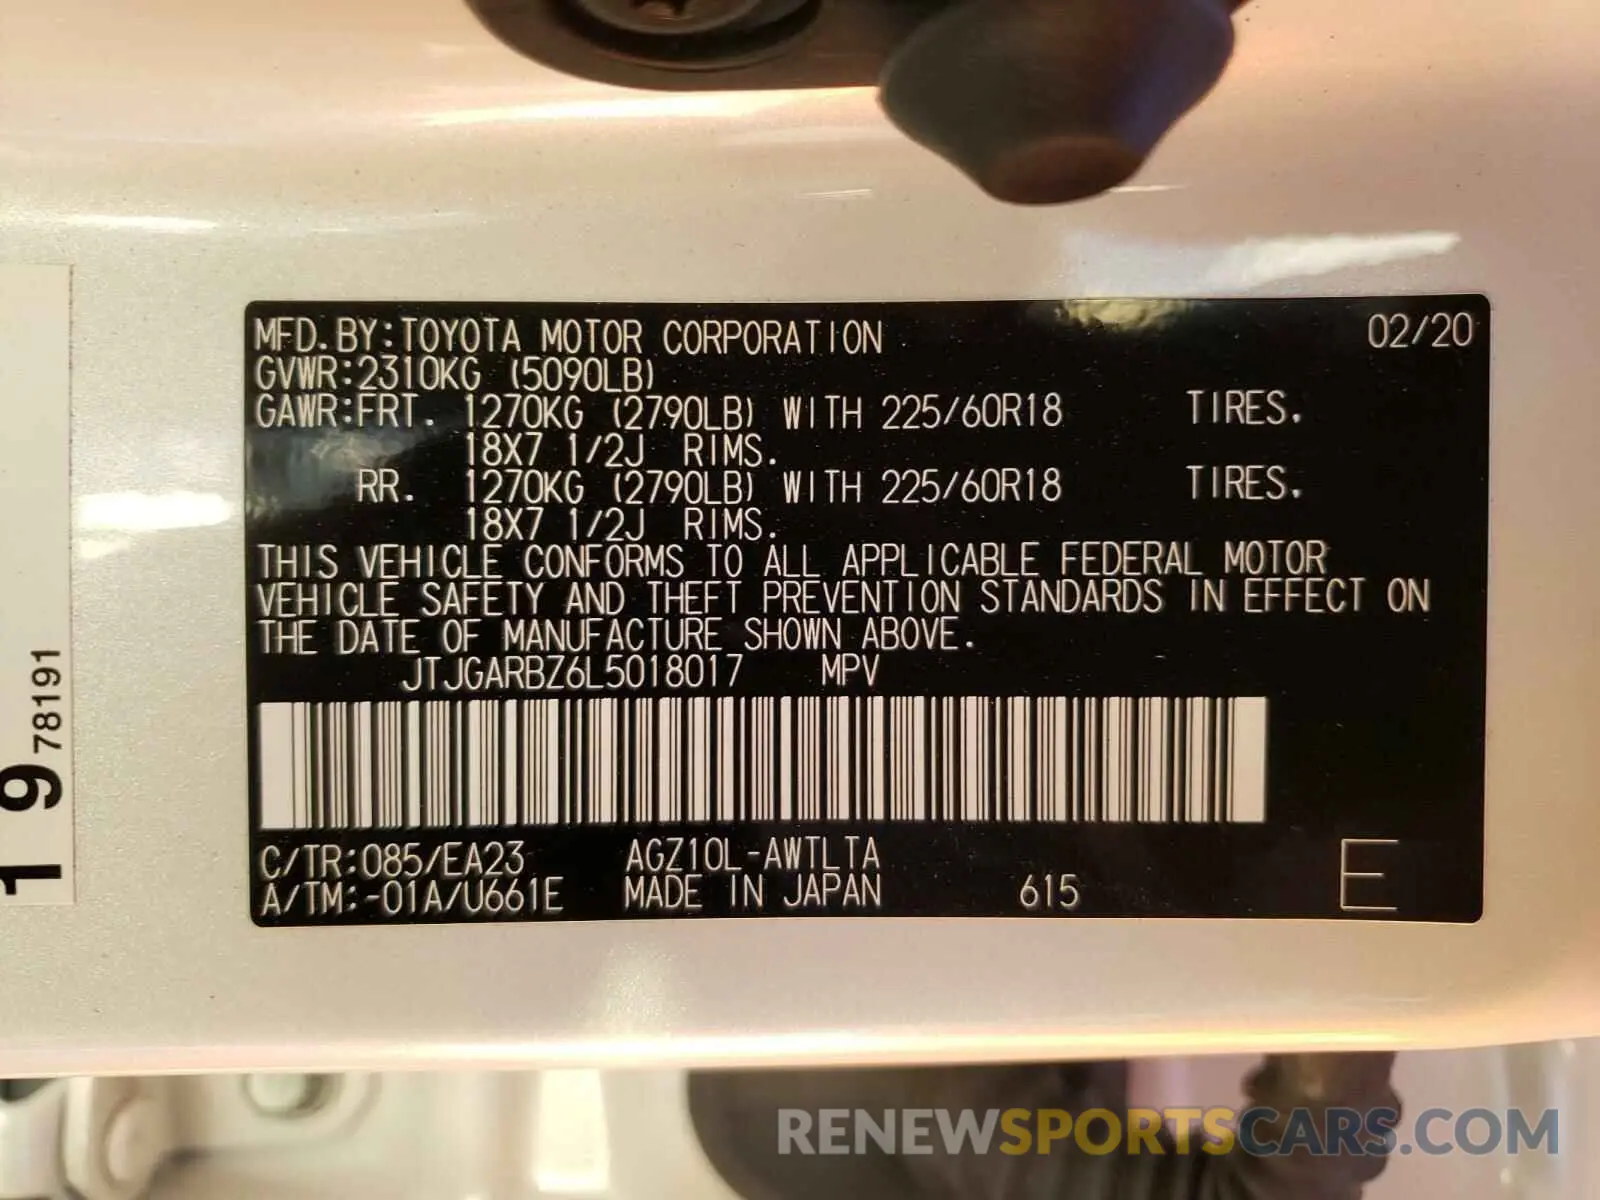 MFD.BY:TOYOTA MOTOR CORPORATION 02/20
GVWR:2310KG (5090LB)
GAWR:FRT. 1270KG (2790LB) WITH 225/60R18 TIRES.
18X7 1/2J RIMS.
RR. 1270KG (2790LB) WITH 225/60R18 TIRES.
18X7 1/2J RIMS.
THIS VEHICLE CONFORMS TO ALL APPLICABLE FEDERAL MOTOR
VEHICLE SAFETY AND THEFT PREVENTION STANDARDS IN EFFECT ON
THE DATE OF MANUFACTURE SHOWN ABOVE.
JTJGARBZ6L5018017 MPV
C/TR:085/EA23 AGZ10L-AWTLTA
A/TM:-01A/U661E MADE IN JAPAN 615 E
1 9 78191
RENEWSPORTSCARS.COM